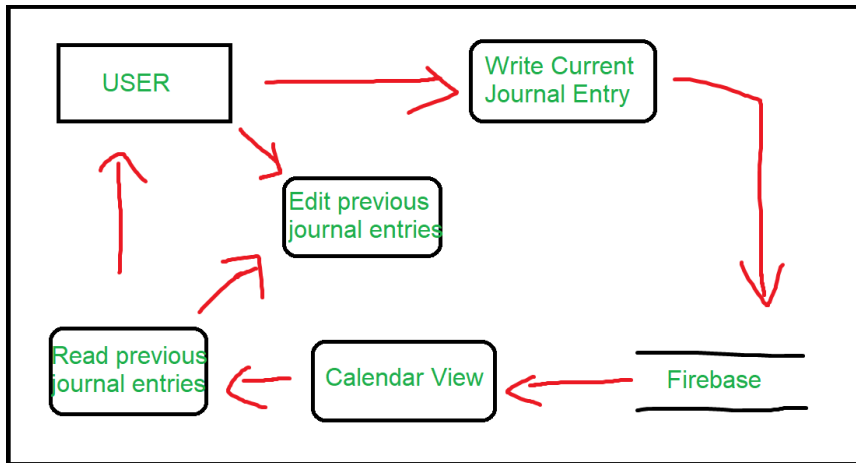 USER
Write Current
Journal Entry
Edit previous
journal entries
Read previous
journal entries
Calendar View
Firebase